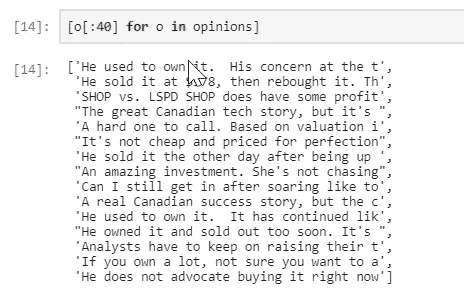 [14]: [o[:40] for o in opinions]
[14]: ['He used to own it.  His concern at the t',
'He sold it at $.78, then rebought it. Th',
'SHOP vs. LSPD SHOP does have some profit',
"The great Canadian tech story, but it's ",
'A hard one to call. Based on valuation i',
"It's not cheap and priced for perfection",
'He sold it the other day after being up ',
"An amazing investment. She's not chasing",
'Can I still get in after soaring like to',
'A real Canadian success story, but the c',
'He used to own it.  It has continued lik',
"He owned it and sold out too soon. It's ",
'Analysts have to keep on raising their t',
'If you own a lot, not sure you want to a',
'He does not advocate buying it right now']